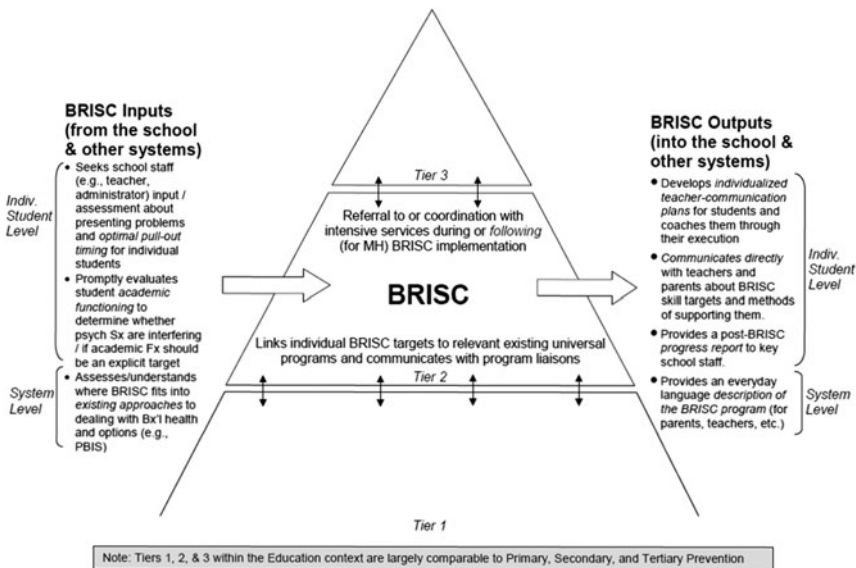 BRISC Inputs
(from the school
& other systems)
Indiv.
Student
Level
• Seeks school staff
(e.g., teacher,
administrator) input /
assessment about
presenting problems
and optimal pull-out
timing for individual
students
• Promptly evaluates
student academic
functioning to
determine whether
psych Sx are interfering
/ if academic Fx should
be an explicit target
System
Level
• Assesses/understands
where BRISC fits into
existing approaches to
dealing with Bx'l health
and options (e.g.,
PBIS)
Tier 3
Referral to or coordination with
intensive services during or following
(for MH) BRISC implementation
BRISC
Links individual BRISC targets to relevant existing universal
programs and communicates with program liaisons
Tier 2
Tier 1
BRISC Outputs
(into the school &
other systems)
• Develops individualized
teacher-communication
plans for students and
coaches them through
their execution
• Communicates directly
with teachers and
parents about BRISC
skill targets and methods
of supporting them.
• Provides a post-BRISC
progress report to key
school staff.
Indiv.
Student
Level
• Provides an everyday
language description of
the BRISC program (for
parents, teachers, etc.)
System
Level
Note: Tiers 1, 2, & 3 within the Education context are largely comparable to Primary, Secondary, and Tertiary Prevention